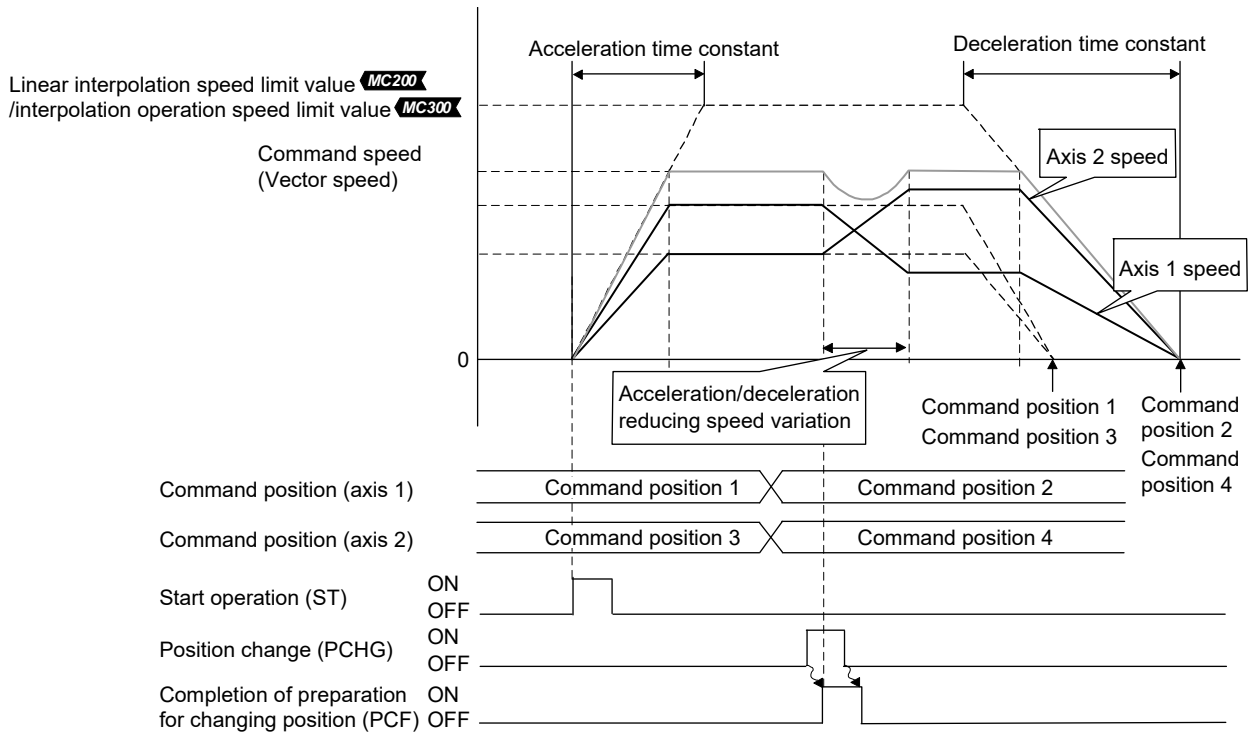 Acceleration time constant
Deceleration time constant
Linear interpolation speed limit value MC200
/interpolation operation speed limit value MC300
Command speed
(Vector speed)
Axis 2 speed
Axis 1 speed
0
Acceleration/deceleration
reducing speed variation
Command position 1
Command position 3
Command
position 2
Command
position 4
Command position (axis 1)
Command position 1
Command position 2
Command position (axis 2)
Command position 3
Command position 4
Start operation (ST)
ON
OFF
Position change (PCHG)
ON
OFF
Completion of preparation
for changing position (PCF)
ON
OFF